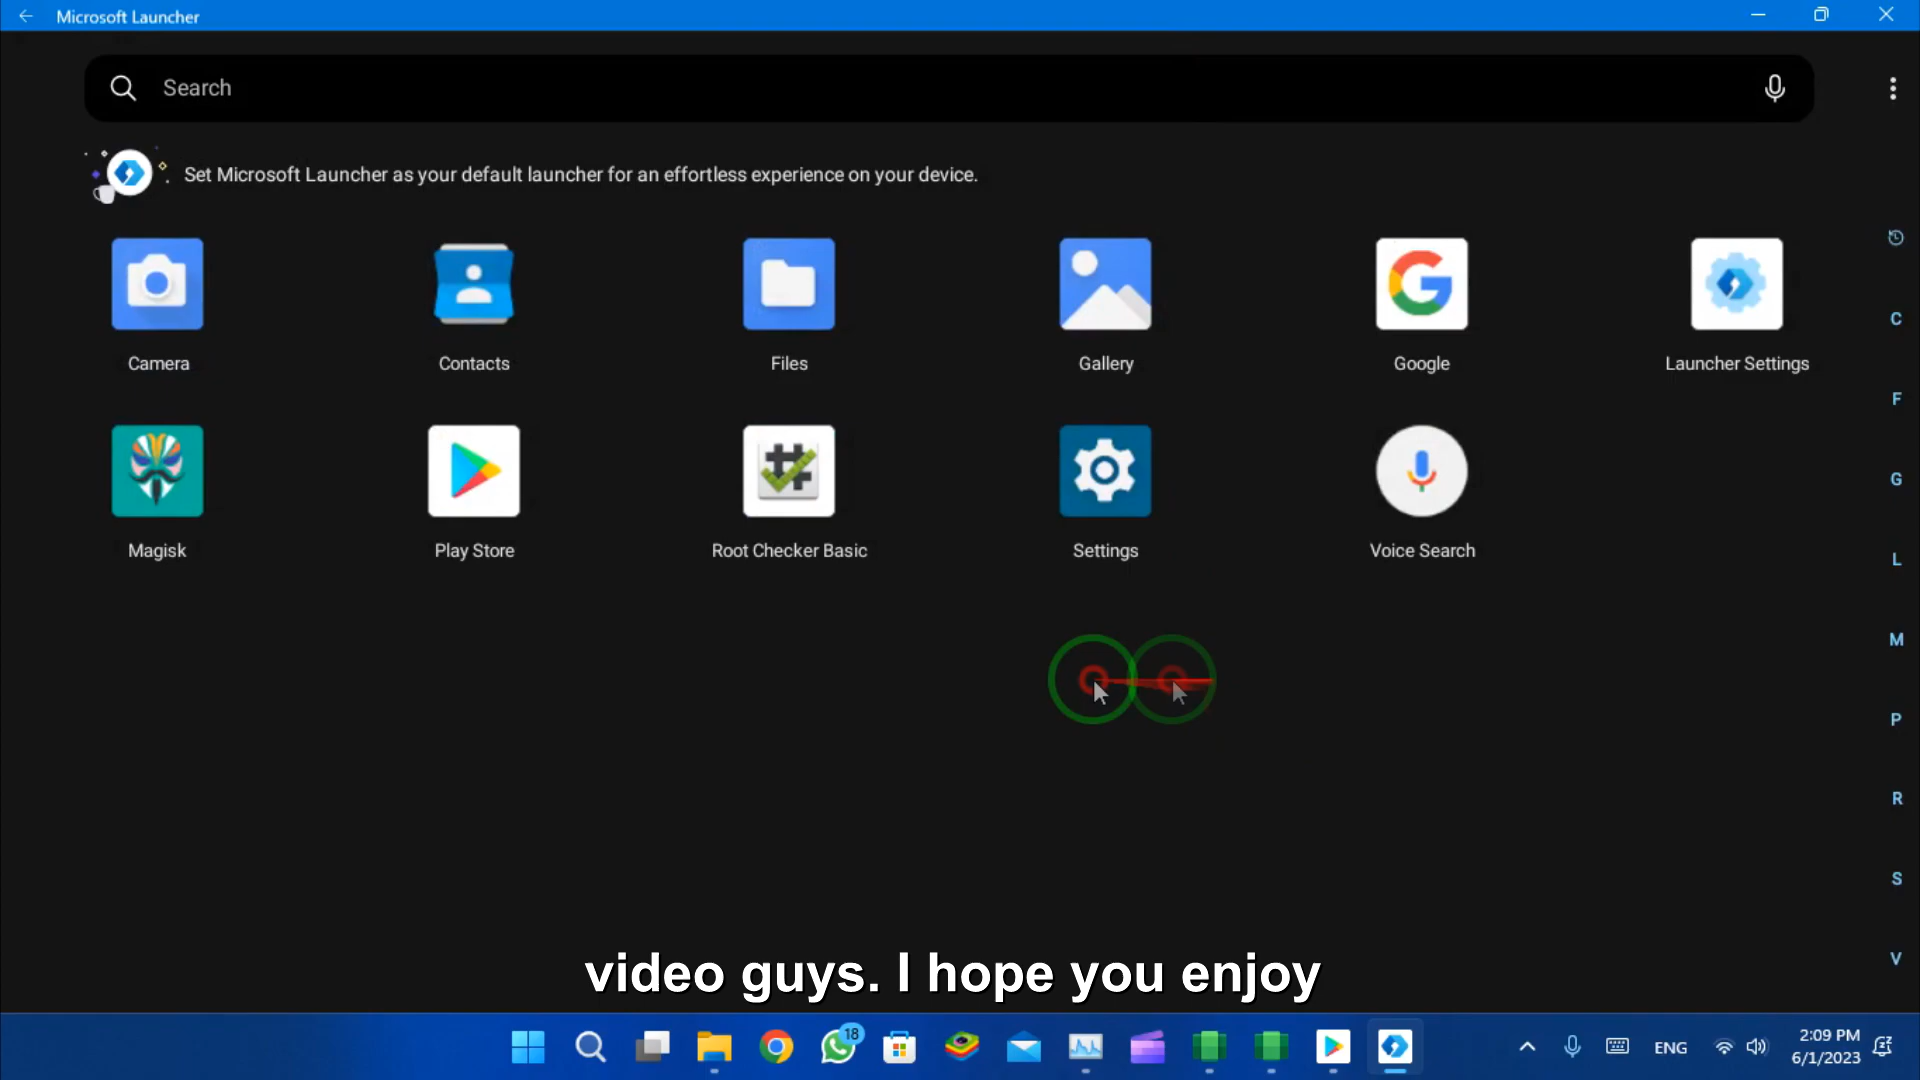 Microsoft Launcher
Search
Set Microsoft Launcher as your default launcher for an effortless experience on your device.
Camera
Contacts
Files
Gallery
Google
Launcher Settings
Magisk
Play Store
Root Checker Basic
Settings
Voice Search
C
F
G
L
M
P
R
S
V
video guys. I hope you enjoy
18
ENG
2:09 PM
6/1/2023